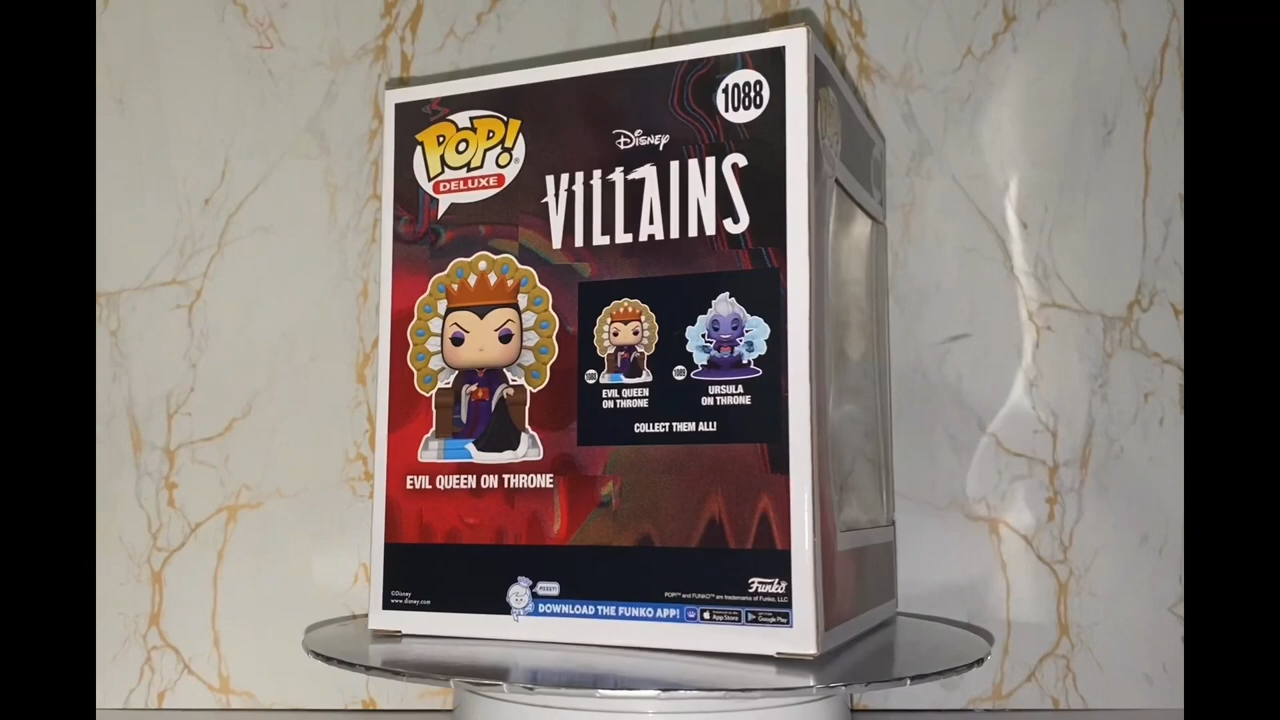 1088
POP!
DELUXE
Disney
VILLAINS
1088
1089
EVIL QUEEN
ON THRONE
URSULA
ON THRONE
COLLECT THEM ALL!
EVIL QUEEN ON THRONE
©Disney
www.disney.com
PSSST!
DOWNLOAD THE FUNKO APP!
App Store
Google Play
Funko
POP!™ and FUNKO™ are trademarks of Funko, LLC